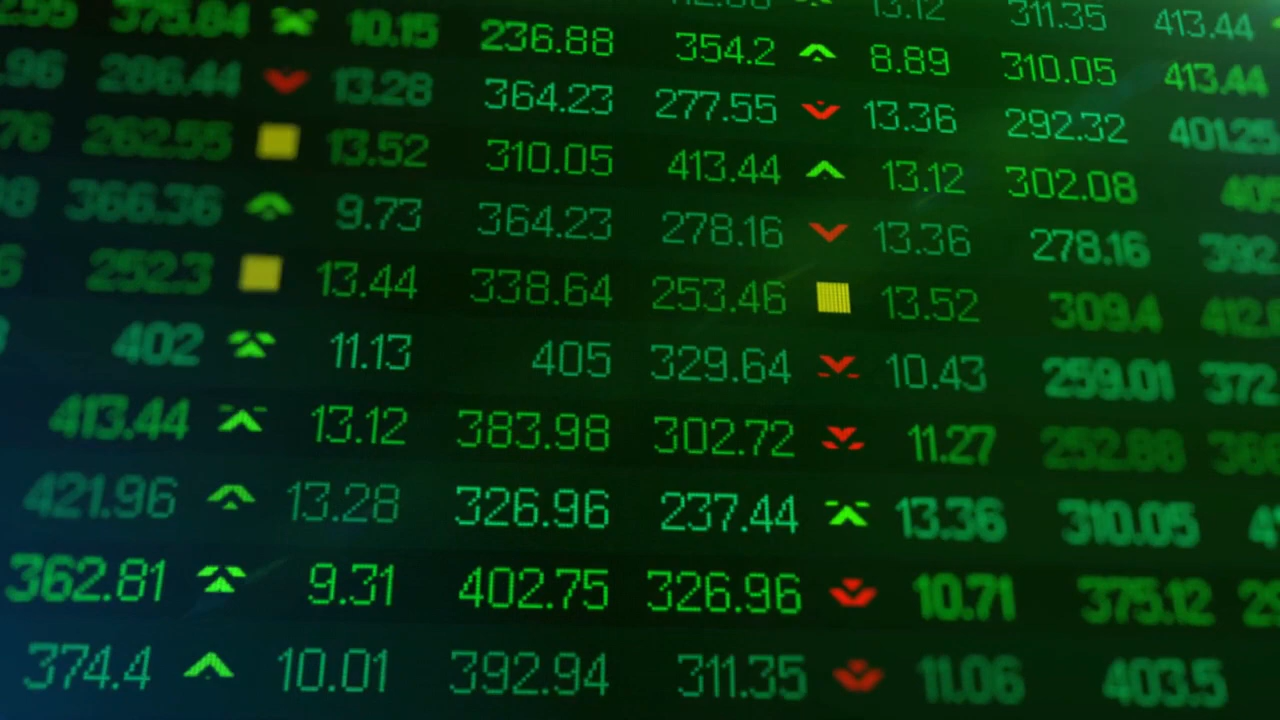 375.84 10.15 236.88 354.2 8.89 310.05 413.44
286.44 13.28 364.23 277.55 13.36 292.32 401.25
262.55 13.52 310.05 413.44 13.12 302.08
366.36 9.73 364.23 278.16 13.36 278.16
252.3 13.44 338.64 253.46 13.52 309.4
402 11.13 405 329.64 10.43 259.01
413.44 13.12 383.98 302.72 11.27 252.88
421.96 13.28 326.96 237.44 13.36 310.05
362.81 9.31 402.75 326.96 10.71 375.12
374.4 10.01 392.94 311.35 11.06 403.5